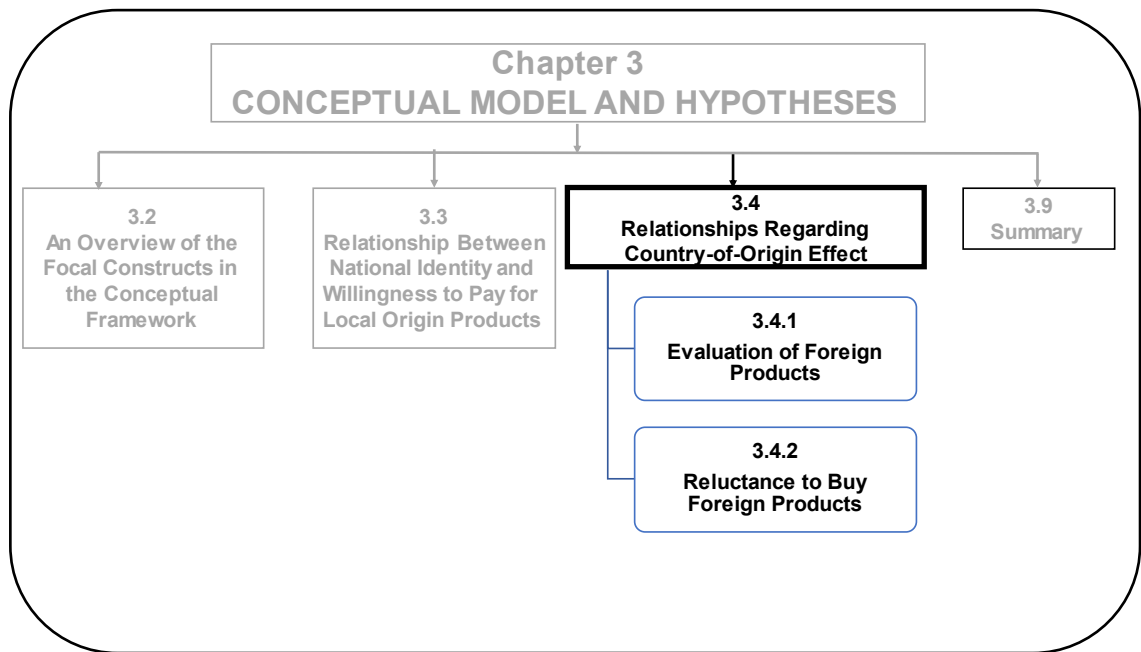 Chapter 3
CONCEPTUAL MODEL AND HYPOTHESES
3.2
An Overview of the
Focal Constructs in
the Conceptual
Framework
3.3
Relationship Between
National Identity and
Willingness to Pay for
Local Origin Products
3.4
Relationships Regarding
Country-of-Origin Effect
3.4.1
Evaluation of Foreign
Products
3.4.2
Reluctance to Buy
Foreign Products
3.9
Summary